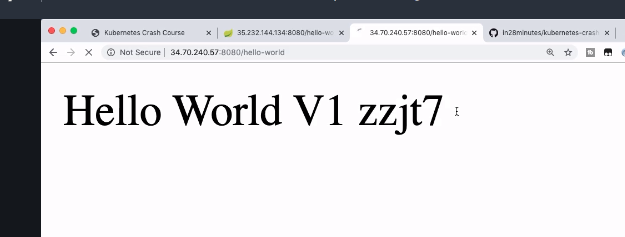 Kubernetes Crash Course
35.232.144.134:8080/hello-wo
34.70.240.57:8080/hello-worl
in28minutes/kubernetes-crash
Not Secure | 34.70.240.57:8080/hello-world
Hello World V1 zzjt7